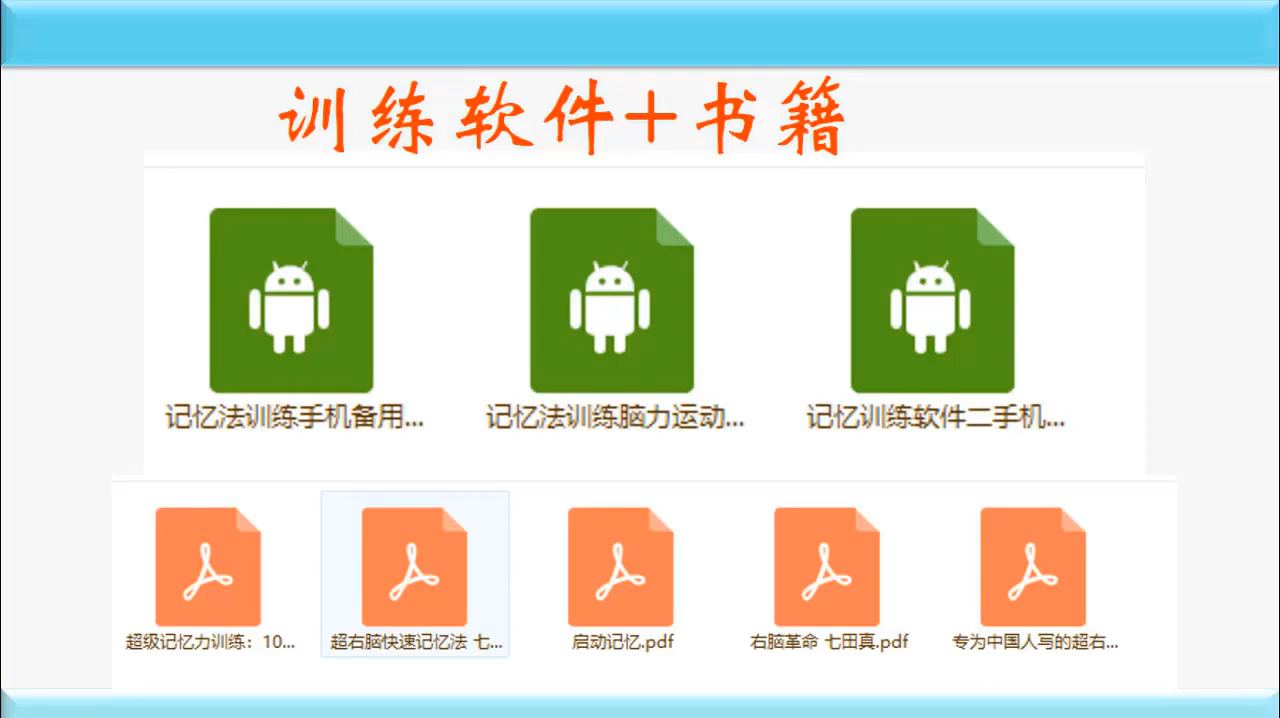 训练软件+书籍
记忆法训练手机备用...
记忆法训练脑力运动...
记忆训练软件二手机...
超级记忆力训练：10...
超右脑快速记忆法 七...
启动记忆.pdf
右脑革命 七田真.pdf
专为中国人写的超右...